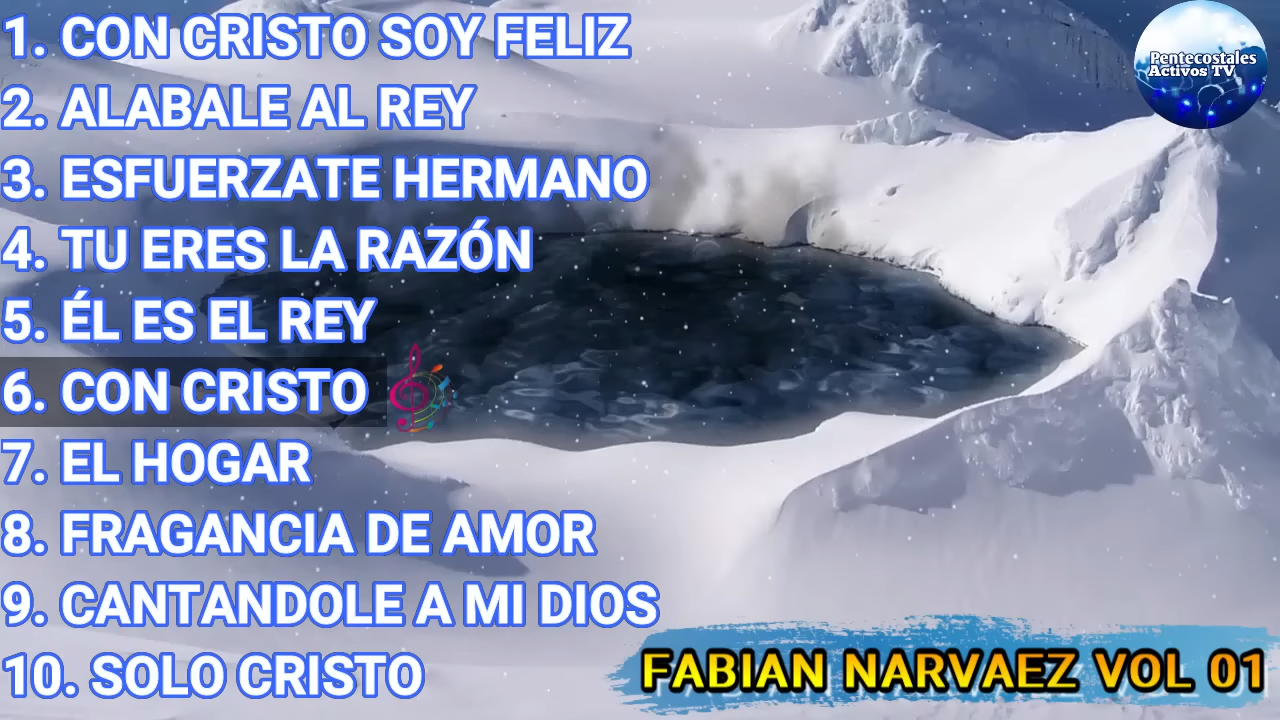 1. CON CRISTO SOY FELIZ
2. ALABALE AL REY
3. ESFUERZATE HERMANO
4. TU ERES LA RAZÓN
5. ÉL ES EL REY
6. CON CRISTO
7. EL HOGAR
8. FRAGANCIA DE AMOR
9. CANTANDOLE A MI DIOS
10. SOLO CRISTO
Pentecostales
Activos TV
FABIAN NARVAEZ VOL 01